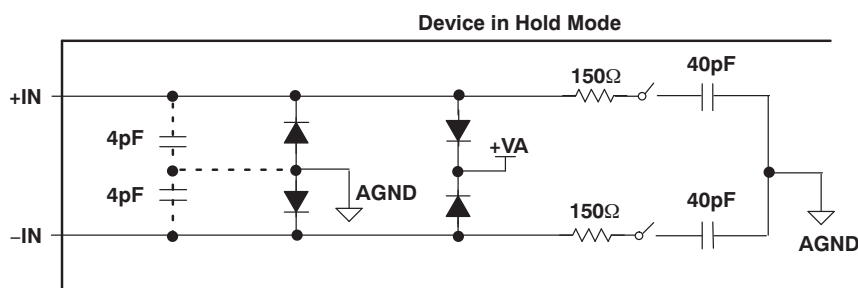 Device in Hold Mode
150Ω
40pF
+IN
4pF
+VA
4pF
AGND
150Ω
40pF
−IN
AGND